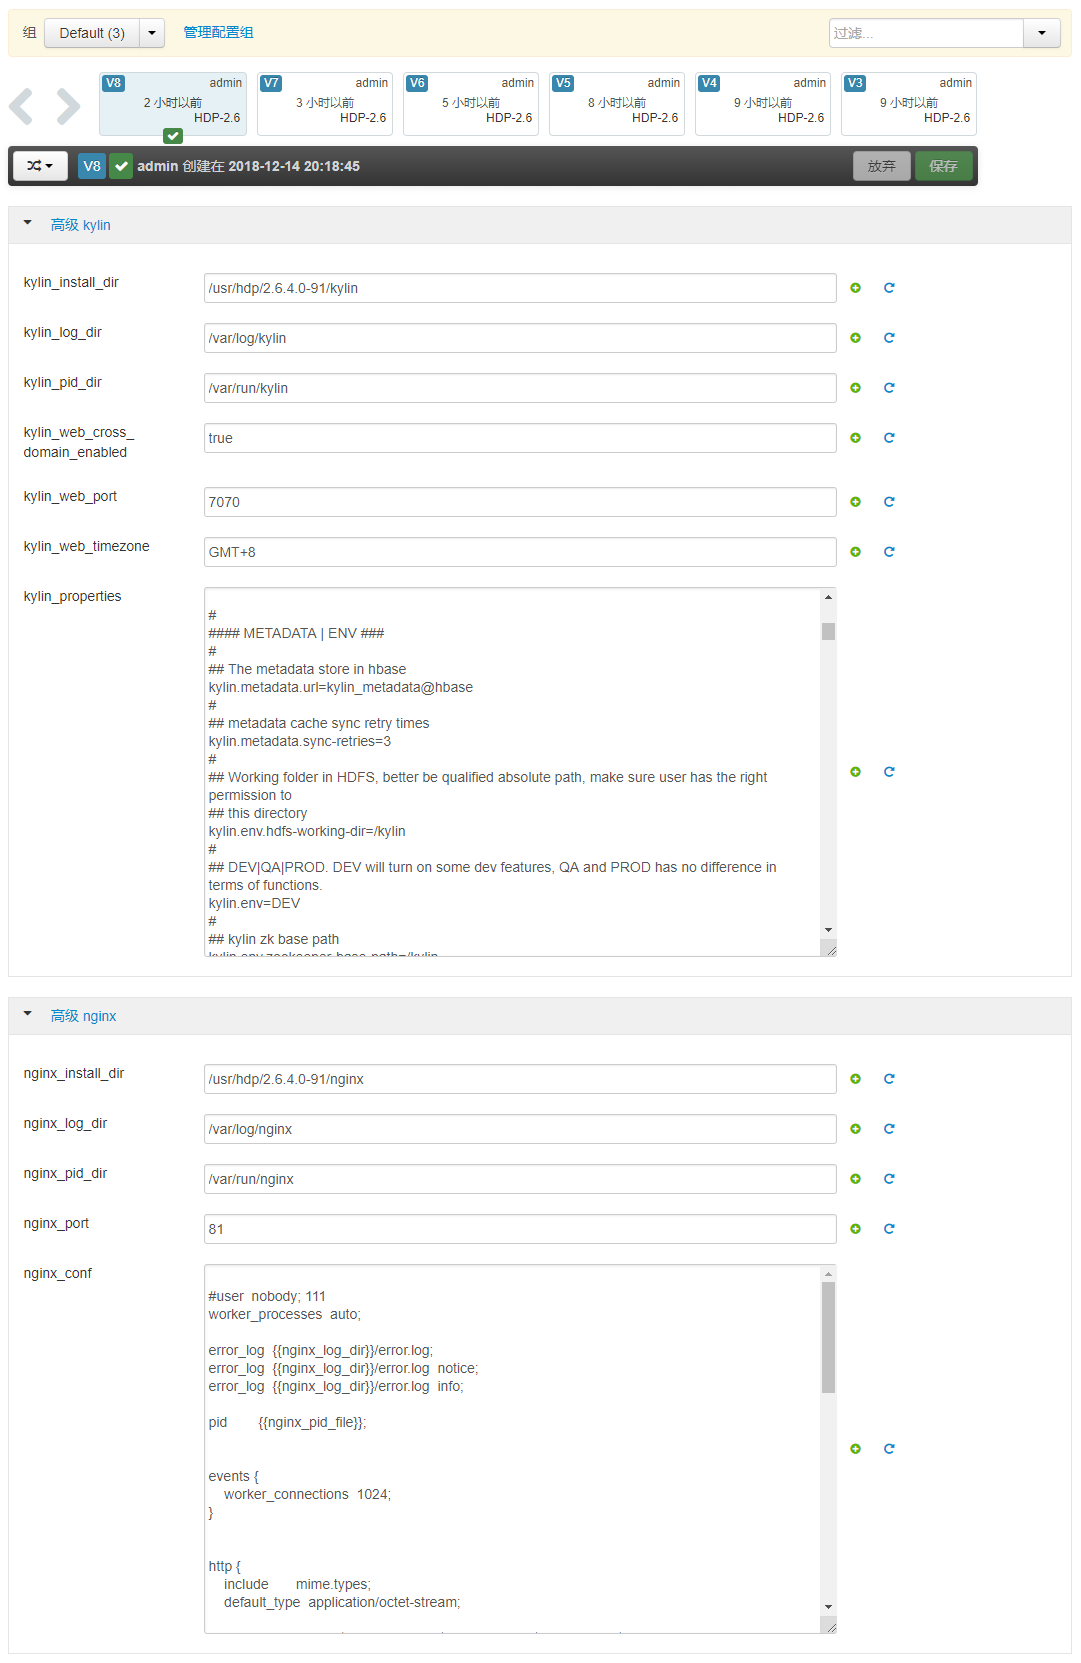 组 Default (3) 管理配置组 过滤...
V8 admin V7 admin V6 admin V5 admin V4 admin V3 admin
2 小时以前 3 小时以前 5 小时以前 8 小时以前 9 小时以前 9 小时以前
HDP-2.6 HDP-2.6 HDP-2.6 HDP-2.6 HDP-2.6 HDP-2.6
V8 admin 创建在 2018-12-14 20:18:45 放弃 保存
高级 kylin
kylin_install_dir /usr/hdp/2.6.4.0-91/kylin
kylin_log_dir /var/log/kylin
kylin_pid_dir /var/run/kylin
kylin_web_cross_ true
domain_enabled
kylin_web_port 7070
kylin_web_timezone GMT+8
kylin_properties
#
#### METADATA | ENV ###
#
## The metadata store in hbase
kylin.metadata.url=kylin_metadata@hbase
#
## metadata cache sync retry times
kylin.metadata.sync-retries=3
#
## Working folder in HDFS, better be qualified absolute path, make sure user has the right
permission to
## this directory
kylin.env.hdfs-working-dir=/kylin
#
## DEV|QA|PROD. DEV will turn on some dev features, QA and PROD has no difference in
terms of functions.
kylin.env=DEV
#
## kylin zk base path
kylin.env.zookeeper-base-path=/kylin
高级 nginx
nginx_install_dir /usr/hdp/2.6.4.0-91/nginx
nginx_log_dir /var/log/nginx
nginx_pid_dir /var/run/nginx
nginx_port 81
nginx_conf
#user  nobody; 111
worker_processes  auto;
error_log  {{nginx_log_dir}}/error.log;
error_log  {{nginx_log_dir}}/error.log  notice;
error_log  {{nginx_log_dir}}/error.log  info;
pid        {{nginx_pid_file}};
events {
    worker_connections  1024;
}
http {
    include       mime.types;
    default_type  application/octet-stream;